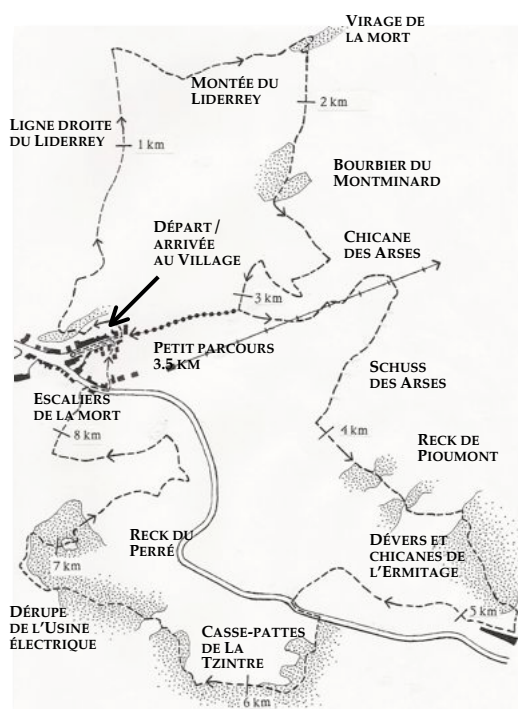 VIRAGE DE
LA MORT
MONTÉE DU
LIDERREY
2 km
LIGNE DROITE
DU LIDERREY
1 km
BOURBIER DU
MONTMINARD
DÉPART /
ARRIVÉE
AU VILLAGE
CHICANE
DES ARSES
3 km
PETIT PARCOURS
3.5 KM
SCHUSS
DES ARSES
ESCALIERS
DE LA MORT
8 km
4 km
RECK DE
PIOUMONT
RECK DU
PERRÉ
DÉVERS ET
CHICANES DE
L'ERMITAGE
7 km
DÉRUPE
DE L'USINE
ÉLECTRIQUE
CASSE-PATTES
DE LA
TZINTRE
5 km
6 km